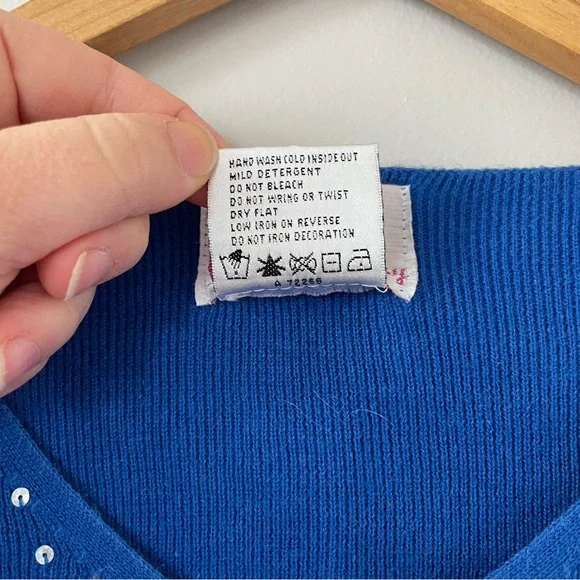 HAND WASH COLD INSIDE OUT
MILD DETERGENT
DO NOT BLEACH
DO NOT WRING OR TWIST
DRY FLAT
LOW IRON ON REVERSE
DO NOT IRON DECORATION
A 72266